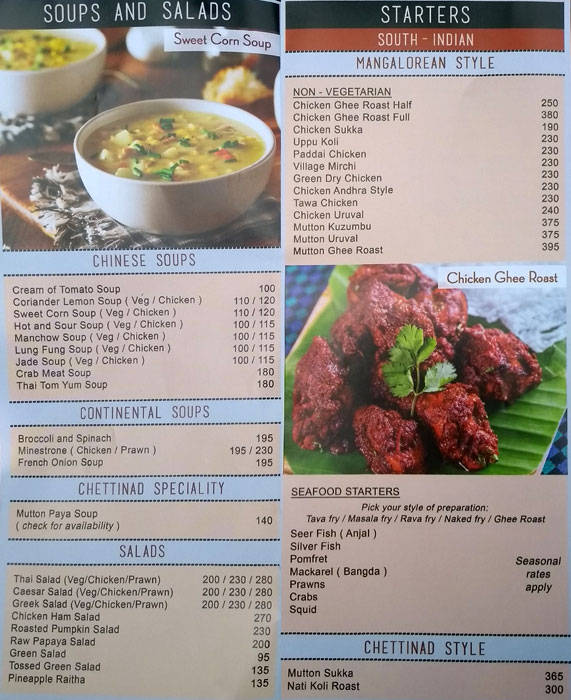 SOUPS AND SALADS
Sweet Corn Soup
CHINESE SOUPS
Cream of Tomato Soup 100
Coriander Lemon Soup ( Veg / Chicken ) 110 / 120
Sweet Corn Soup ( Veg / Chicken ) 110 / 120
Hot and Sour Soup ( Veg / Chicken ) 100 / 115
Manchow Soup ( Veg / Chicken ) 100 / 115
Lung Fung Soup ( Veg / Chicken ) 100 / 115
Jade Soup ( Veg / Chicken ) 100 / 115
Crab Meat Soup 180
Thai Tom Yum Soup 180
CONTINENTAL SOUPS
Broccoli and Spinach 195
Minestrone ( Chicken / Prawn ) 195 / 230
French Onion Soup 195
CHETTINAD SPECIALITY
Mutton Paya Soup
( check for availability ) 140
SALADS
Thai Salad (Veg/Chicken/Prawn) 200 / 230 / 280
Caesar Salad (Veg/Chicken/Prawn) 200 / 230 / 280
Greek Salad (Veg/Chicken/Prawn) 200 / 230 / 280
Chicken Ham Salad 270
Roasted Pumpkin Salad 230
Raw Papaya Salad 200
Green Salad 95
Tossed Green Salad 135
Pineapple Raitha 135
STARTERS
SOUTH - INDIAN
MANGALOREAN STYLE
NON - VEGETARIAN
Chicken Ghee Roast Half 250
Chicken Ghee Roast Full 380
Chicken Sukka 190
Uppu Koli 230
Paddai Chicken 230
Village Mirchi 230
Green Dry Chicken 230
Chicken Andhra Style 230
Tawa Chicken 230
Chicken Uruval 240
Mutton Kuzumbu 375
Mutton Uruval 375
Mutton Ghee Roast 395
Chicken Ghee Roast
SEAFOOD STARTERS
Pick your style of preparation:
Tava fry / Masala fry / Rava fry / Naked fry / Ghee Roast
Seer Fish ( Anjal )
Silver Fish
Pomfret
Mackarel ( Bangda )
Prawns
Crabs
Squid
Seasonal
rates
apply
CHETTINAD STYLE
Mutton Sukka 365
Nati Koli Roast 300